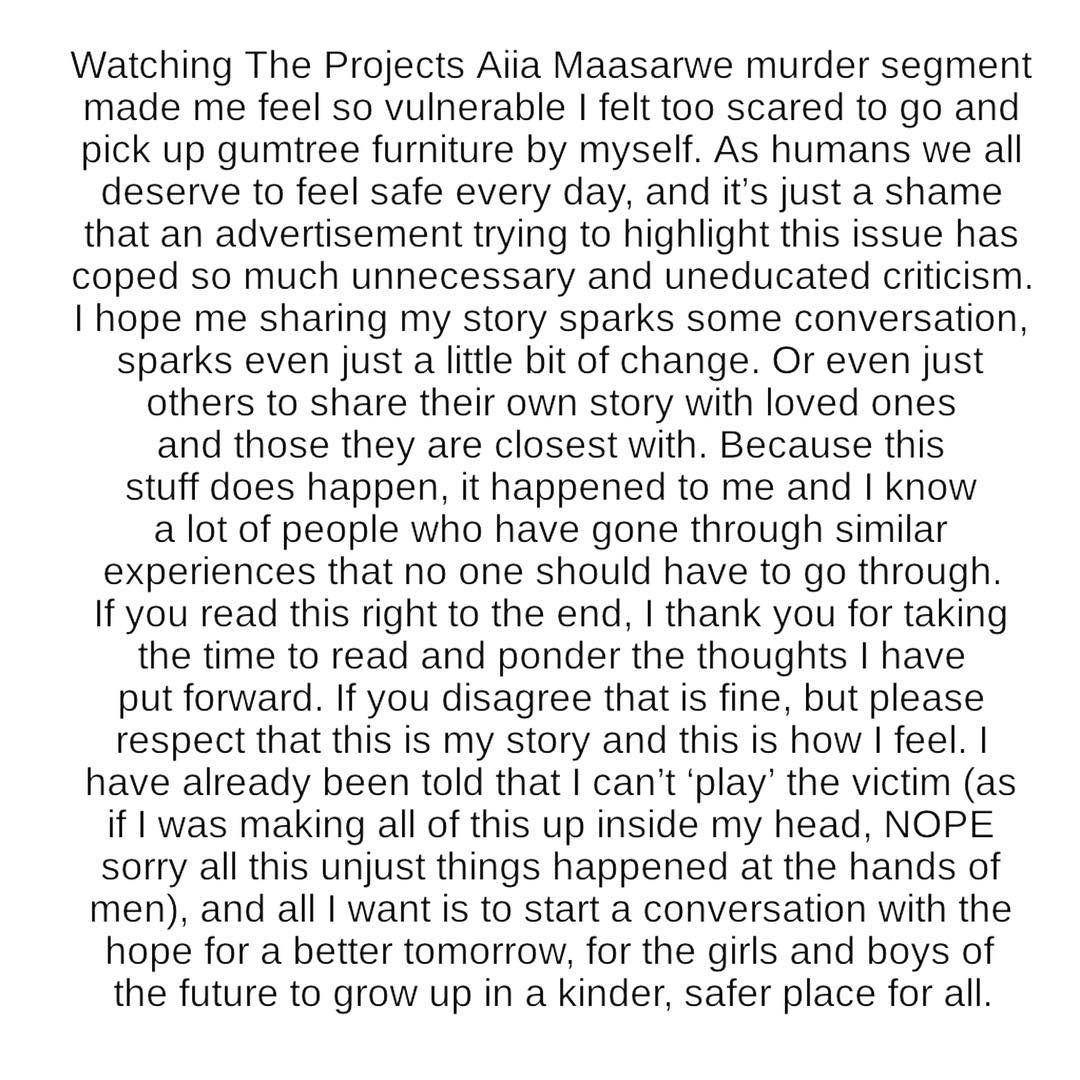 Watching The Projects Aiia Maasarwe murder segment
made me feel so vulnerable I felt too scared to go and
pick up gumtree furniture by myself. As humans we all
deserve to feel safe every day, and it’s just a shame
that an advertisement trying to highlight this issue has
coped so much unnecessary and uneducated criticism.
I hope me sharing my story sparks some conversation,
sparks even just a little bit of change. Or even just
others to share their own story with loved ones
and those they are closest with. Because this
stuff does happen, it happened to me and I know
a lot of people who have gone through similar
experiences that no one should have to go through.
If you read this right to the end, I thank you for taking
the time to read and ponder the thoughts I have
put forward. If you disagree that is fine, but please
respect that this is my story and this is how I feel. I
have already been told that I can’t ‘play’ the victim (as
if I was making all of this up inside my head, NOPE
sorry all this unjust things happened at the hands of
men), and all I want is to start a conversation with the
hope for a better tomorrow, for the girls and boys of
the future to grow up in a kinder, safer place for all.